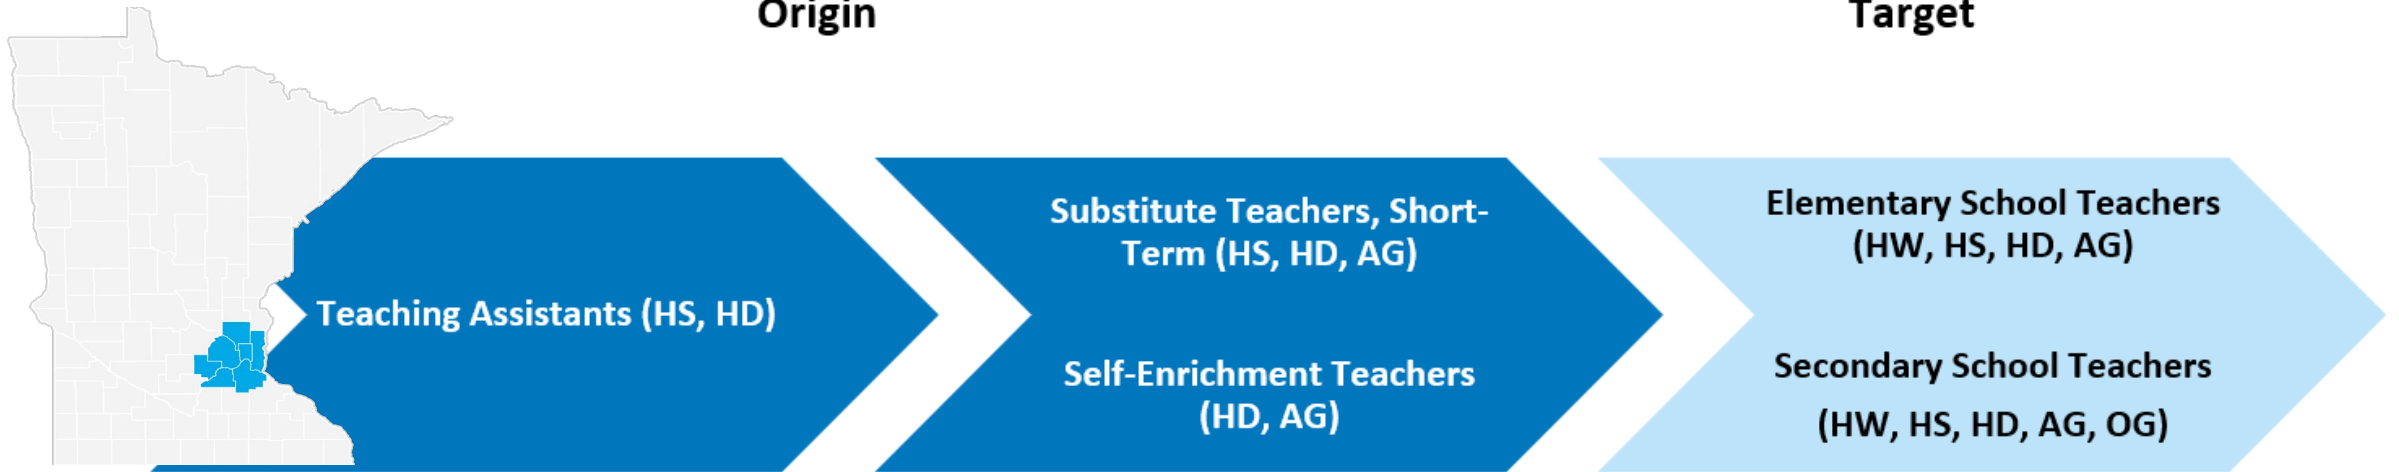 Origin
Target
Teaching Assistants (HS, HD)
Substitute Teachers, Short-
Term (HS, HD, AG)
Self-Enrichment Teachers
(HD, AG)
Elementary School Teachers
(HW, HS, HD, AG)
Secondary School Teachers
(HW, HS, HD, AG, OG)